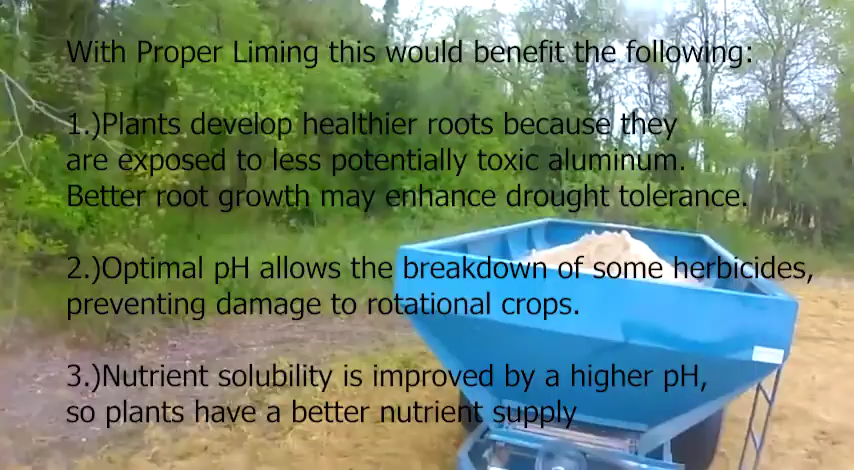 With Proper Liming this would benefit the following:
1.)Plants develop healthier roots because they
are exposed to less potentially toxic aluminum.
Better root growth may enhance drought tolerance.
2.)Optimal pH allows the breakdown of some herbicides,
preventing damage to rotational crops.
3.)Nutrient solubility is improved by a higher pH,
so plants have a better nutrient supply